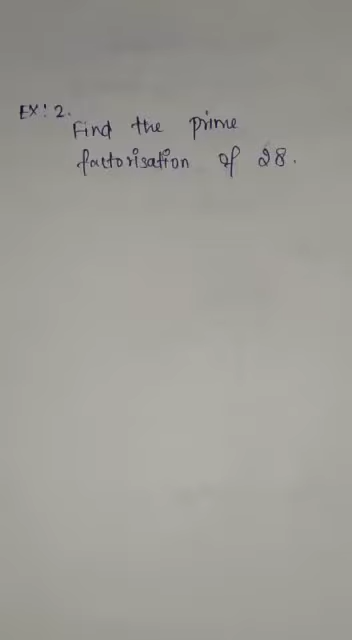 EX: 2.
Find the prime
factorisation of 28.